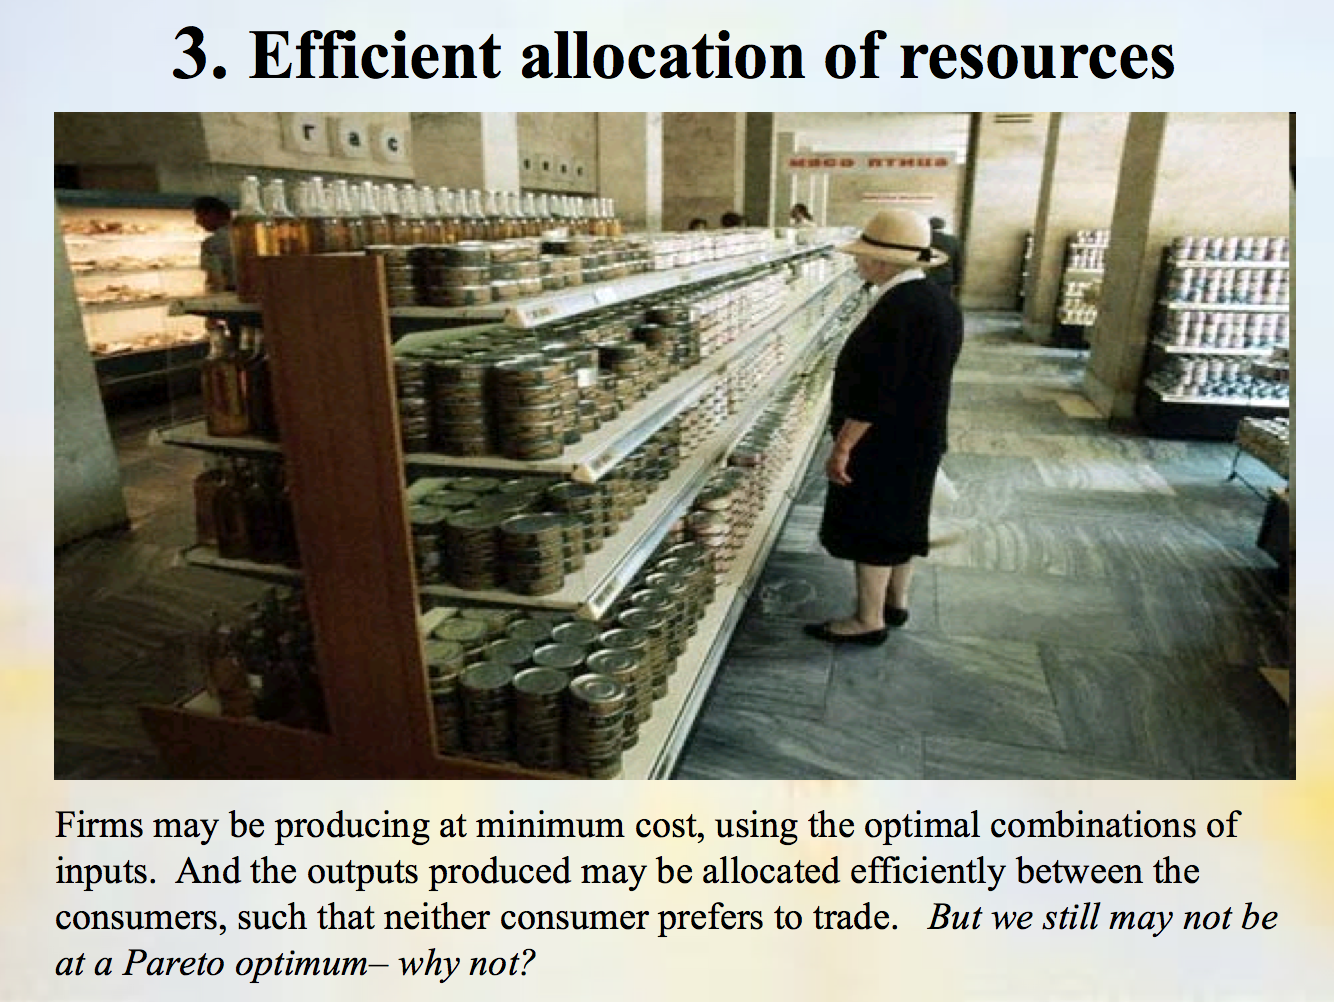 3. Efficient allocation of resources
г а с
мясо птица
Firms may be producing at minimum cost, using the optimal combinations of
inputs.  And the outputs produced may be allocated efficiently between the
consumers, such that neither consumer prefers to trade.   But we still may not be
at a Pareto optimum– why not?